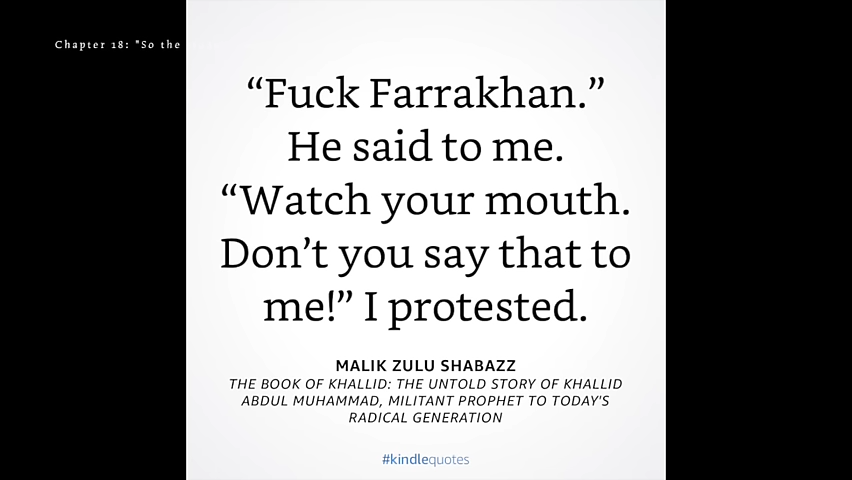 Chapter 18: "So the
“Fuck Farrakhan.”
He said to me.
“Watch your mouth.
Don’t you say that to
me!” I protested.
MALIK ZULU SHABAZZ
THE BOOK OF KHALLID: THE UNTOLD STORY OF KHALLID
ABDUL MUHAMMAD, MILITANT PROPHET TO TODAY'S
RADICAL GENERATION
#kindlequotes